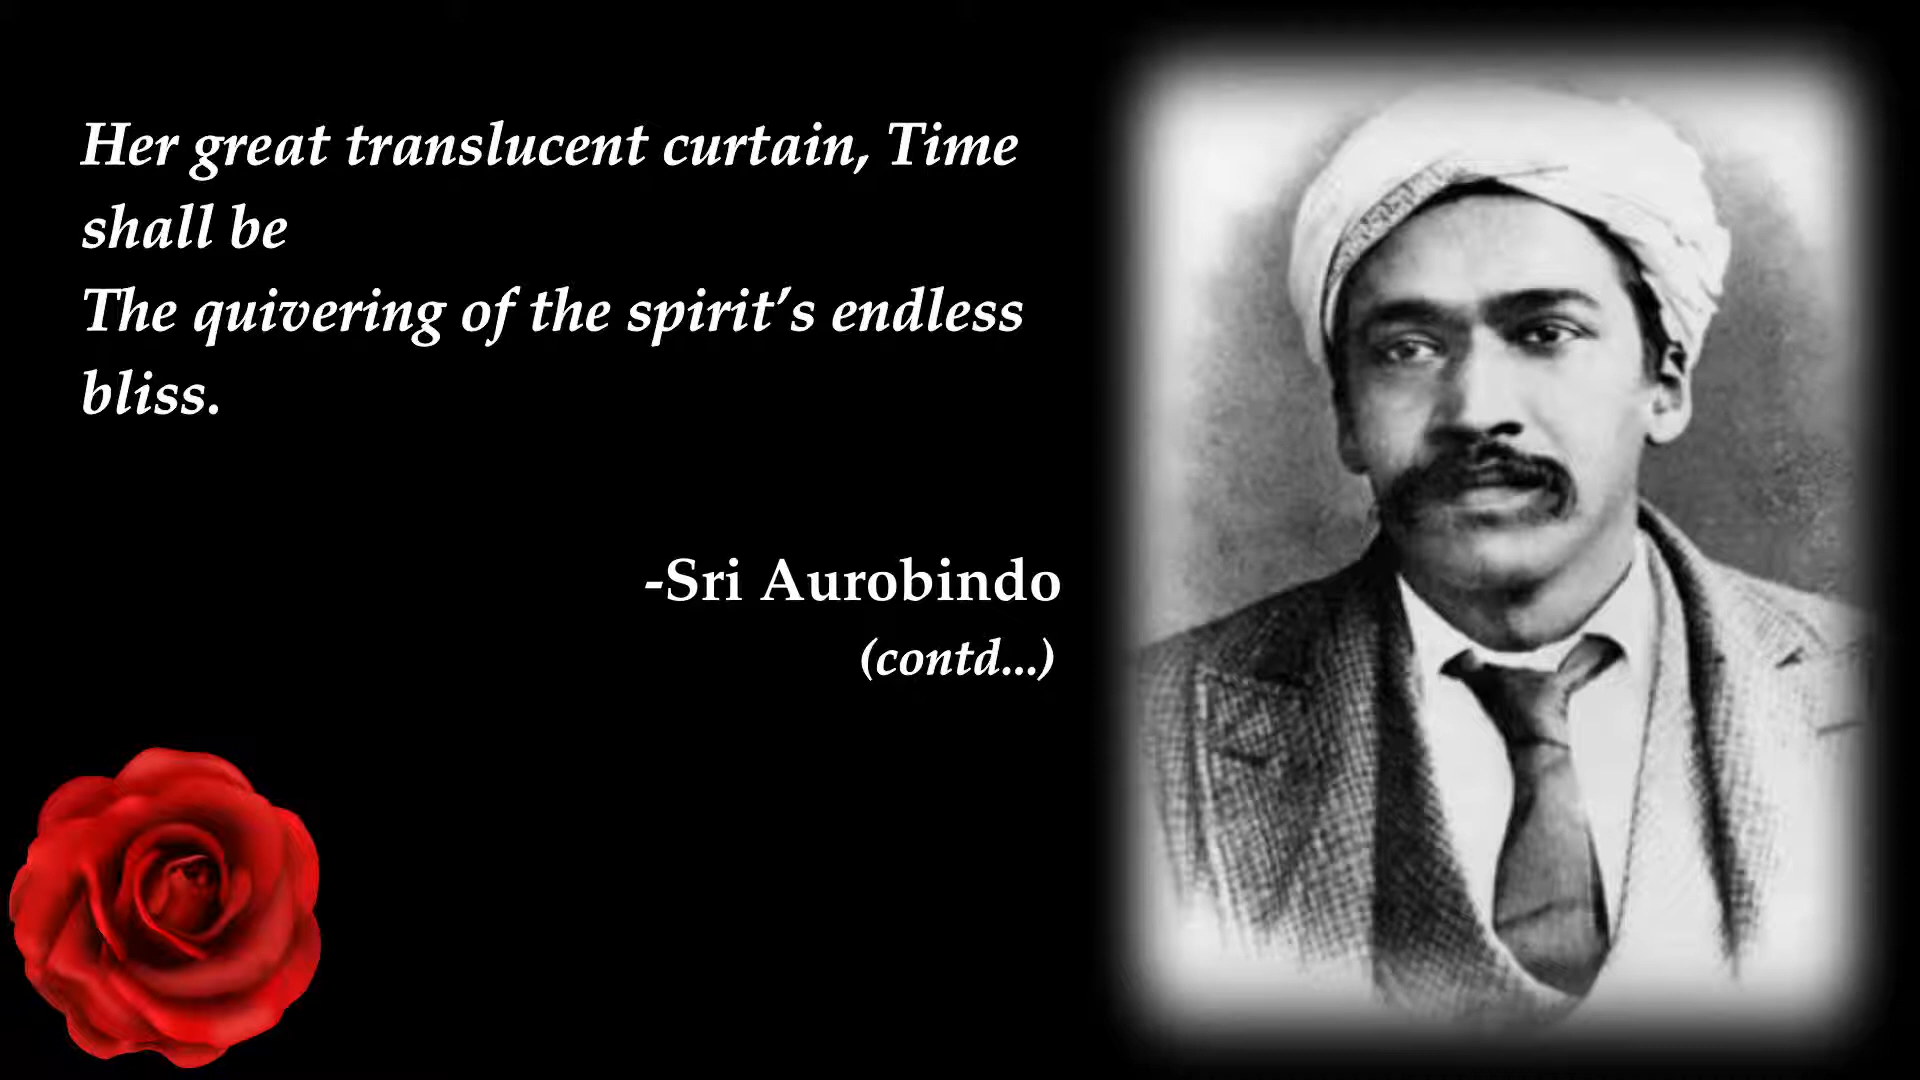 Her great translucent curtain, Time
shall be
The quivering of the spirit’s endless
bliss.
-Sri Aurobindo
(contd...)